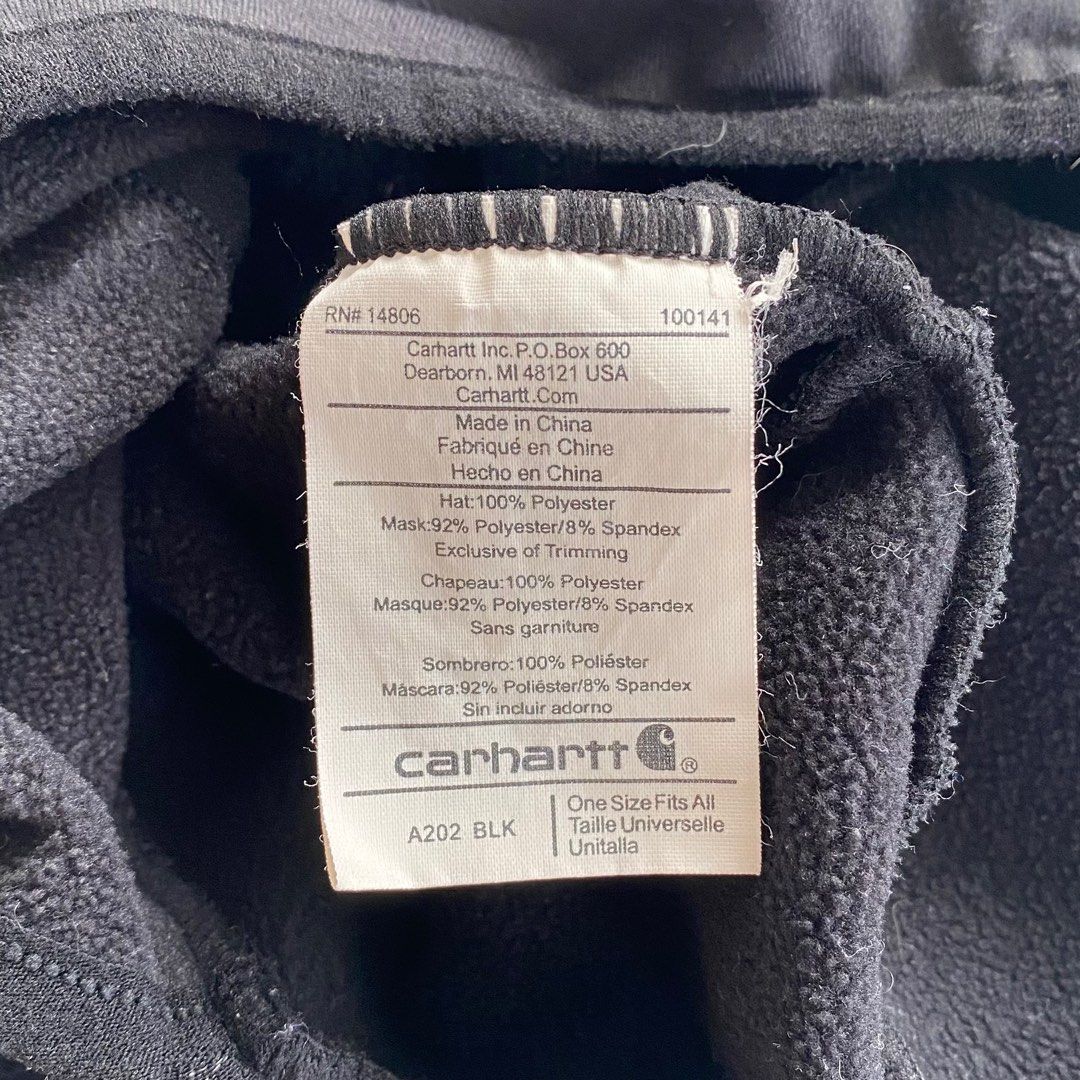 RN# 14806 100141
Carhartt Inc.P.O.Box 600
Dearborn. MI 48121 USA
Carhartt.Com
Made in China
Fabriqué en Chine
Hecho en China
Hat:100% Polyester
Mask:92% Polyester/8% Spandex
Exclusive of Trimming
Chapeau:100% Polyester
Masque:92% Polyester/8% Spandex
Sans garniture
Sombrero:100% Poliéster
Máscara:92% Poliéster/8% Spandex
Sin incluir adorno
carhartt ®
A202 BLK
One Size Fits All
Taille Universelle
Unitalla